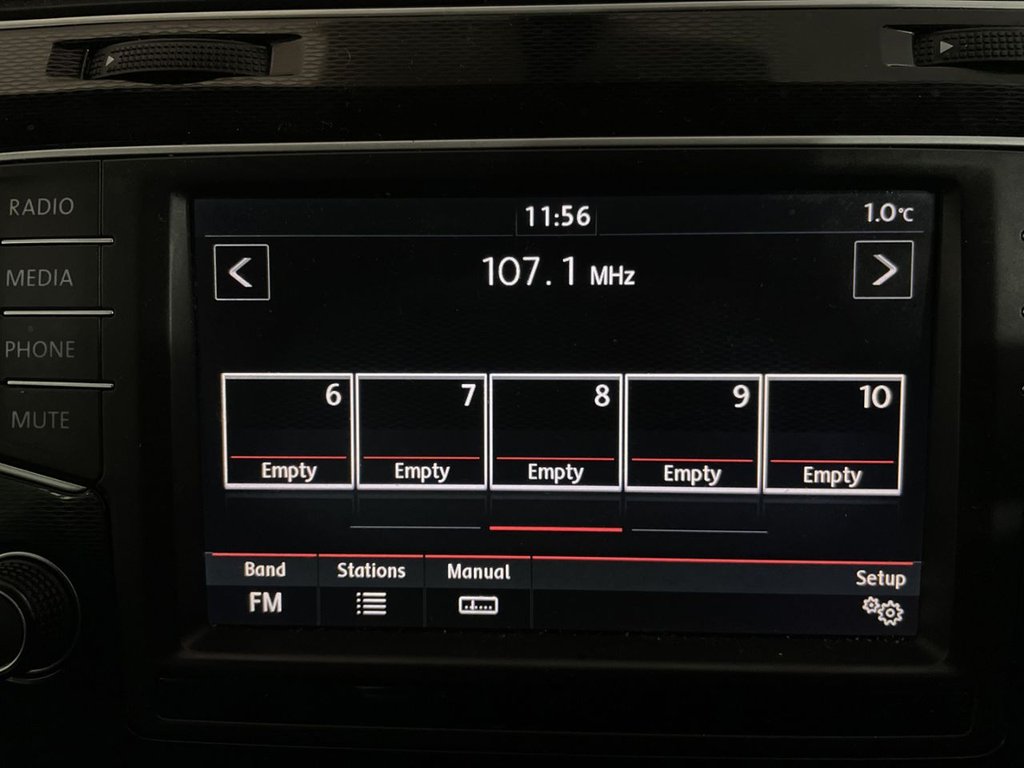 RADIO
MEDIA
PHONE
MUTE
11:56
1.0°C
107.1 MHz
6 7 8 9 10
Empty Empty Empty Empty Empty
Band Stations Manual Setup
FM